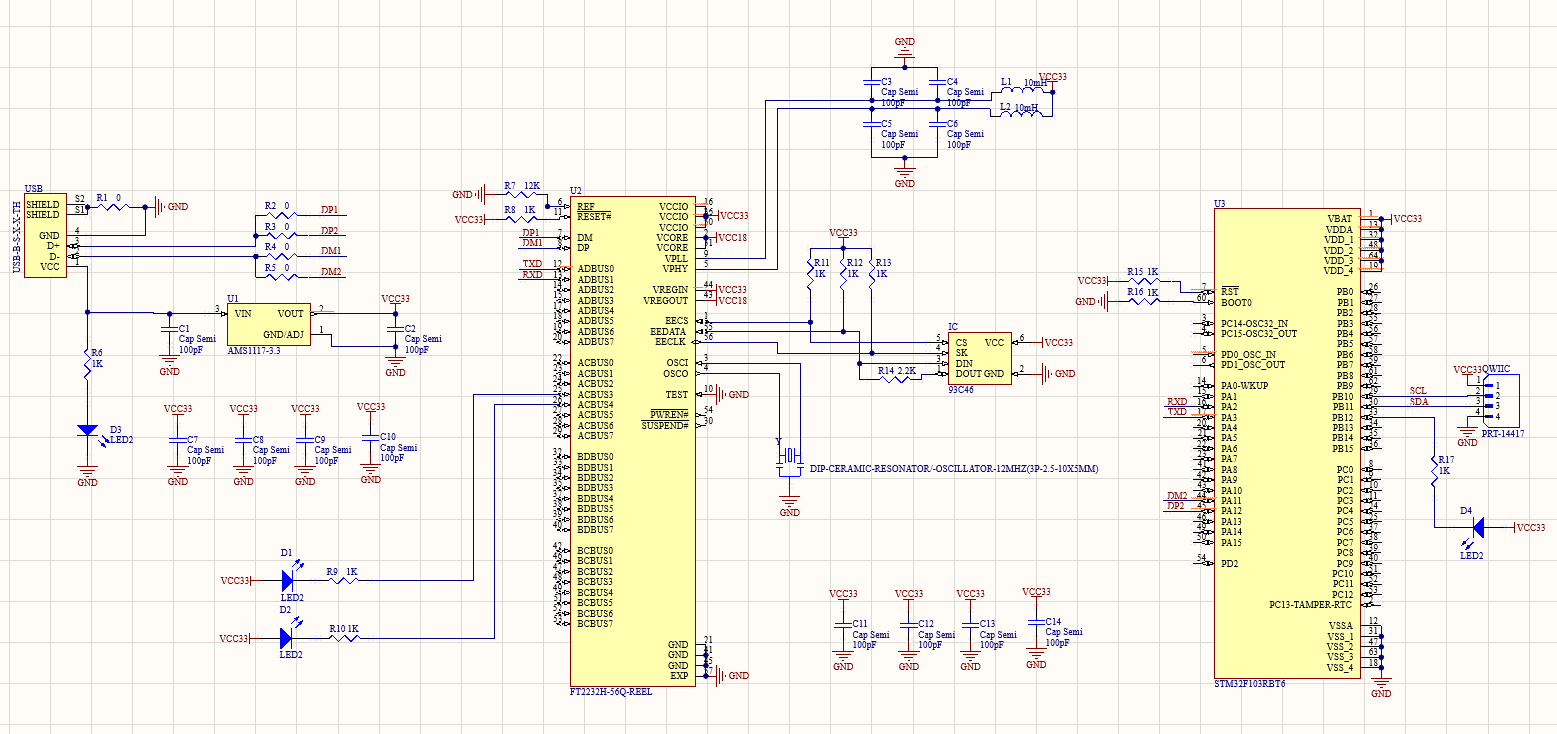 USB
SHIELD
SHIELD
GND
D+
D-
VCC
S2
S1
4
3
2
1
USB-B-S-X-X-TH
R1 0
GND
R2 0
DP1
R3 0
DP2
R4 0
DM1
R5 0
DM2
U1
3 VIN VOUT 2
GND/ADJ 1
AMS1117-3.3
C1
Cap Semi
100pF
GND
VCC33
C2
Cap Semi
100pF
GND
R6
1K
D3
LED2
GND
VCC33
C7
Cap Semi
100pF
GND
VCC33
C8
Cap Semi
100pF
GND
VCC33
C9
Cap Semi
100pF
GND
VCC33
C10
Cap Semi
100pF
GND
D1
VCC33
LED2
R9 1K
D2
VCC33
LED2
R10 1K
GND
R7 12K
VCC33
R8 1K
DP1
DM1
TXD
RXD
U2
6 REF
11 RESET#
7 DM
8 DP
ADBUS0
ADBUS1
ADBUS2
ADBUS3
ADBUS4
ADBUS5
ADBUS6
ADBUS7
ACBUS0
ACBUS1
ACBUS2
ACBUS3
ACBUS4
ACBUS5
ACBUS6
ACBUS7
BDBUS0
BDBUS1
BDBUS2
BDBUS3
BDBUS4
BDBUS5
BDBUS6
BDBUS7
BCBUS0
BCBUS1
BCBUS2
BCBUS3
BCBUS4
BCBUS5
BCBUS6
BCBUS7
VCCIO 16
VCCIO
VCCIO
VCORE
VCORE
VPLL 9
VPHY 5
VREGIN 44
VREGOUT 43
EECS
EEDATA
EECLK
OSCI 3
OSCO 4
TEST 10
PWREN# 54
SUSPEND# 30
GND 21
GND
GND
EXP
FT2232H-56Q-REEL
VCC33
VCC18
VCC33
VCC18
GND
GND
GND
C3
Cap Semi
100pF
C4
Cap Semi
100pF
L1 10mH
VCC33
L2 10mH
C5
Cap Semi
100pF
C6
Cap Semi
100pF
GND
VCC33
R11
1K
R12
1K
R13
1K
R14 2.2K
IC
CS
SK
DIN
DOUT GND
VCC
5
4
3
1
6
2
93C46
VCC33
GND
Y
DIP-CERAMIC-RESONATOR/-OSCILLATOR-12MHZ(3P-2.5-10X5MM)
GND
VCC33
C11
Cap Semi
100pF
GND
VCC33
C12
Cap Semi
100pF
GND
VCC33
C13
Cap Semi
100pF
GND
VCC33
C14
Cap Semi
100pF
GND
VCC33
R15 1K
GND
R16 1K
RXD
TXD
DM2
DP2
U3
7 RST
60 BOOT0
PC14-OSC32_IN
PC15-OSC32_OUT
PD0_OSC_IN
PD1_OSC_OUT
14 PA0-WKUP
PA1
PA2
PA3
PA4
PA5
PA6
PA7
PA8
PA9
PA10
PA11
PA12
PA13
PA14
PA15
54 PD2
VBAT
VDDA
VDD_1
VDD_2
VDD_3
VDD_4
PB0
PB1
PB2
PB3
PB4
PB5
PB6
PB7
PB8
PB9
PB10
PB11
PB12
PB13
PB14
PB15
PC0
PC1
PC2
PC3
PC4
PC5
PC6
PC7
PC8
PC9
PC10
PC11
PC12
PC13-TAMPER-RTC
VSSA 12
VSS_1 31
VSS_2 47
VSS_3 63
VSS_4 18
STM32F103RBT6
VCC33
GND
SCL
SDA
VCC33
QWIIC
1 1
2 2
3 3
4 4
PRT-14417
GND
R17
1K
D4
LED2
VCC33